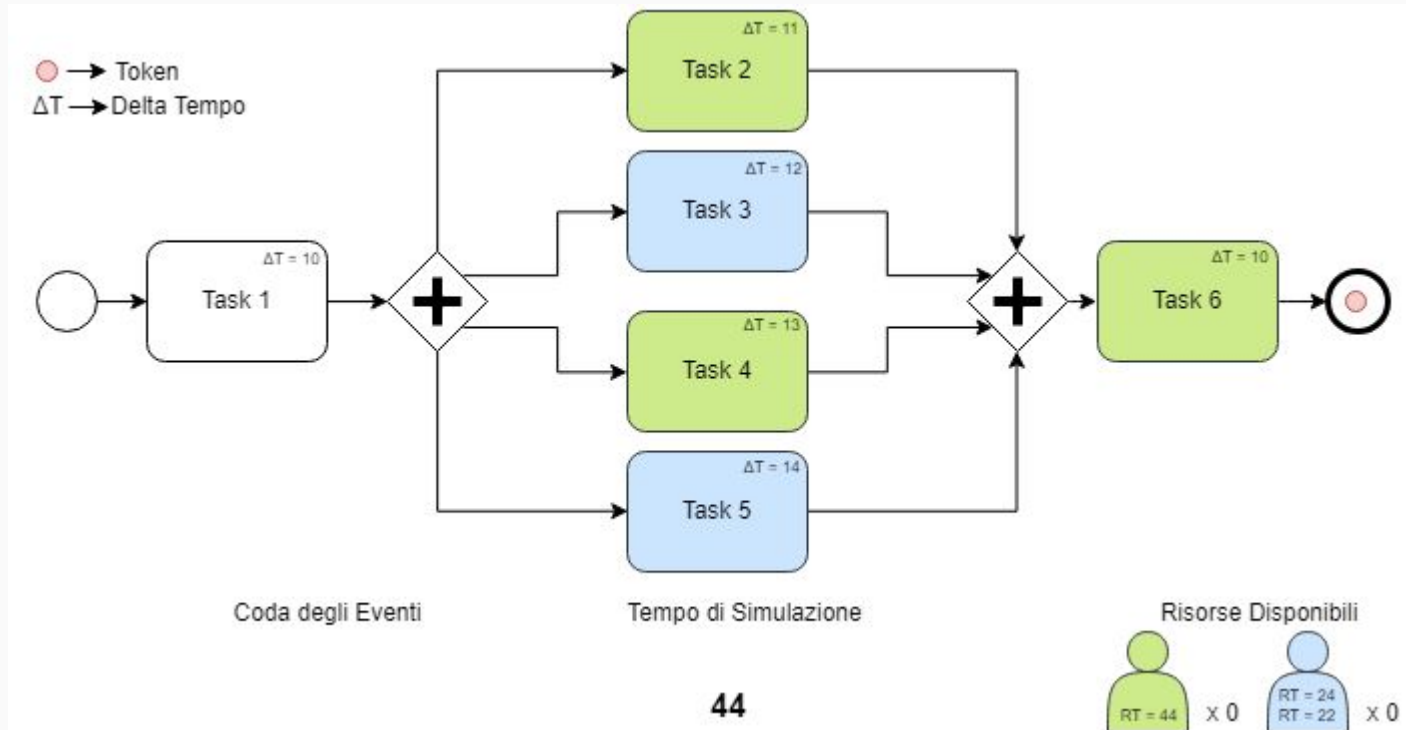 Token
ΔT
Delta Tempo
ΔT = 11
Task 2
ΔT = 12
Task 3
ΔT = 10
Task 1
ΔT = 10
Task 6
ΔT = 13
Task 4
ΔT = 14
Task 5
Coda degli Eventi
Tempo di Simulazione
Risorse Disponibili
44
RT = 44
x 0
RT = 24
RT = 22
x 0